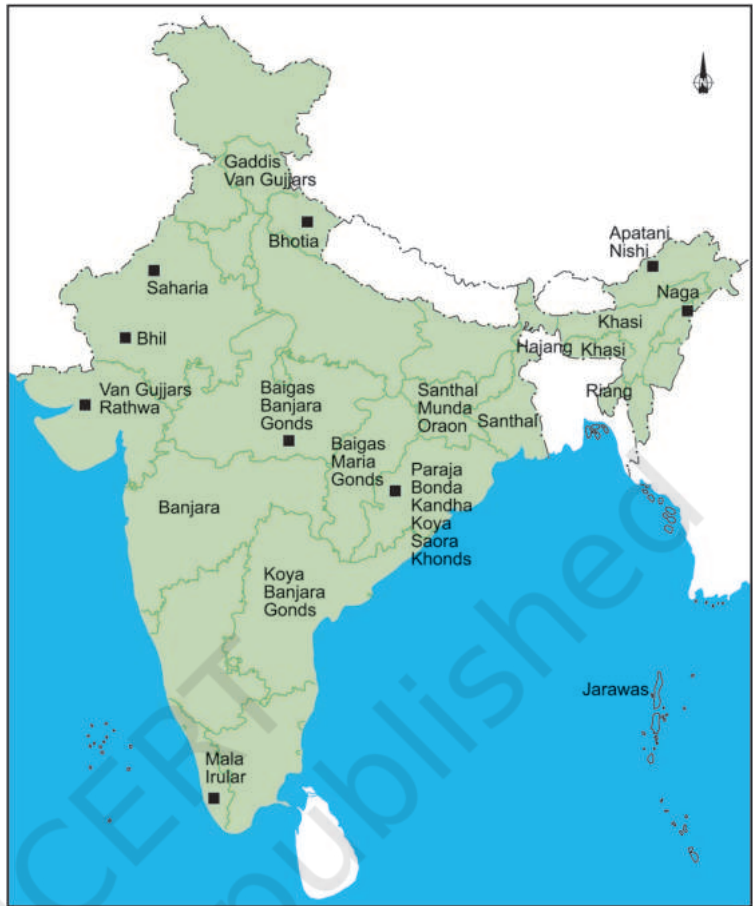 N
Gaddis
Van Gujjars
Bhotia
Apatani
Nishi
Saharia
Naga
Khasi
Bhil
Hajang
Khasi
Van Gujjars
Rathwa
Baigas
Banjara
Gonds
Santhal
Munda
Oraon
Santhal
Riang
Baigas
Maria
Gonds
Paraja
Bonda
Kandha
Koya
Saora
Khonds
Banjara
Koya
Banjara
Gonds
Jarawas
Mala
Irular
CERT
published